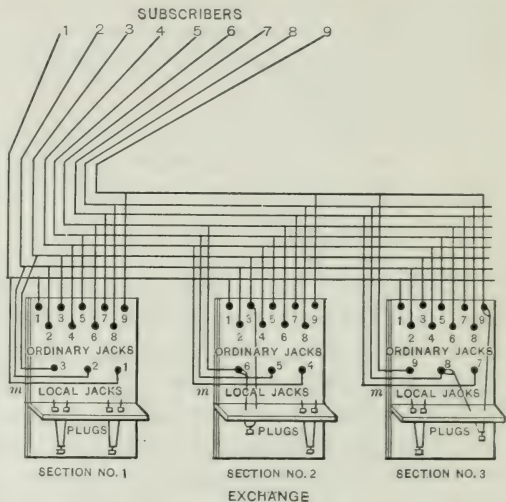 SUBSCRIBERS
1 2 3 4 5 6 7 8 9
1 3 5 7 9
2 4 6 8
ORDINARY JACKS
3 2 1
m LOCAL JACKS
PLUGS
SECTION NO. 1
1 3 5 7 9
2 4 6 8
ORDINARY JACKS
6 5 4
m LOCAL JACKS
PLUGS
SECTION NO. 2
1 3 5 7 9
2 4 6 8
ORDINARY JACKS
9 8 7
m LOCAL JACKS
PLUGS
SECTION NO. 3
EXCHANGE